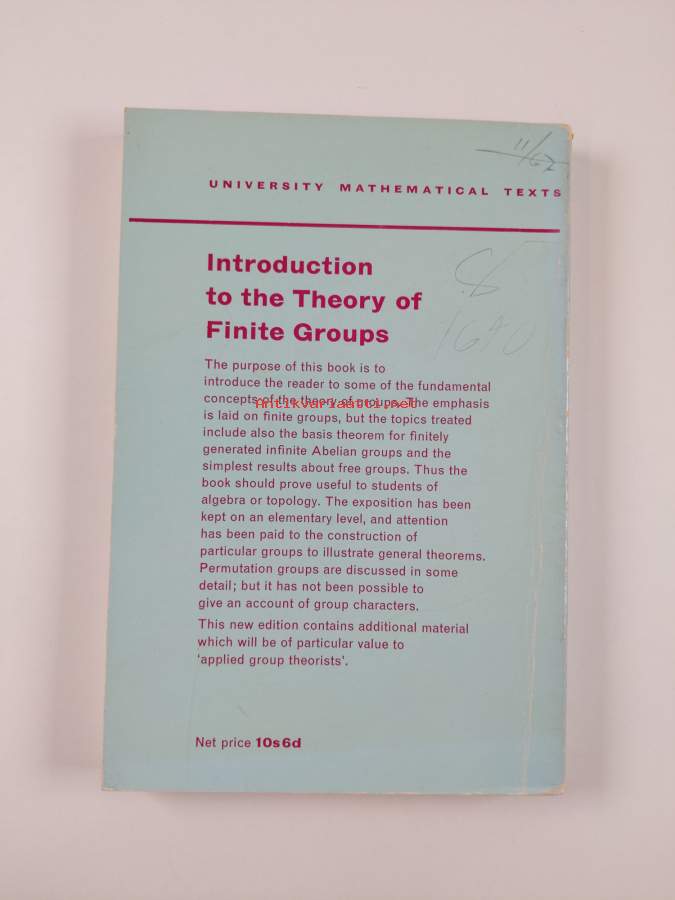 11/62
UNIVERSITY MATHEMATICAL TEXTS
Introduction
to the Theory of
Finite Groups
The purpose of this book is to
introduce the reader to some of the fundamental
concepts of the theory of groups. The emphasis
Antikvariaatti.net
is laid on finite groups, but the topics treated
include also the basis theorem for finitely
generated infinite Abelian groups and the
simplest results about free groups. Thus the
book should prove useful to students of
algebra or topology. The exposition has been
kept on an elementary level, and attention
has been paid to the construction of
particular groups to illustrate general theorems.
Permutation groups are discussed in some
detail; but it has not been possible to
give an account of group characters.
This new edition contains additional material
which will be of particular value to
‘applied group theorists’.
Net price 10s6d